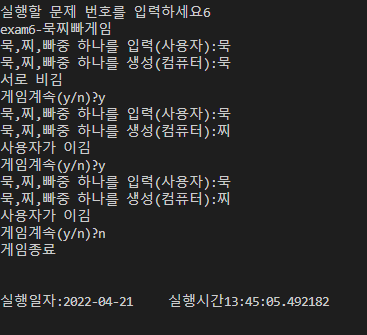 실행할 문제 번호를 입력하세요6
exam6-묵찌빠게임
묵,찌,빠중 하나를 입력(사용자):묵
묵,찌,빠중 하나를 생성(컴퓨터):묵
서로 비김
게임계속(y/n)?y
묵,찌,빠중 하나를 입력(사용자):묵
묵,찌,빠중 하나를 생성(컴퓨터):찌
사용자가 이김
게임계속(y/n)?y
묵,찌,빠중 하나를 입력(사용자):묵
묵,찌,빠중 하나를 생성(컴퓨터):찌
사용자가 이김
게임계속(y/n)?n
게임종료
실행일자:2022-04-21 실행시간13:45:05.492182